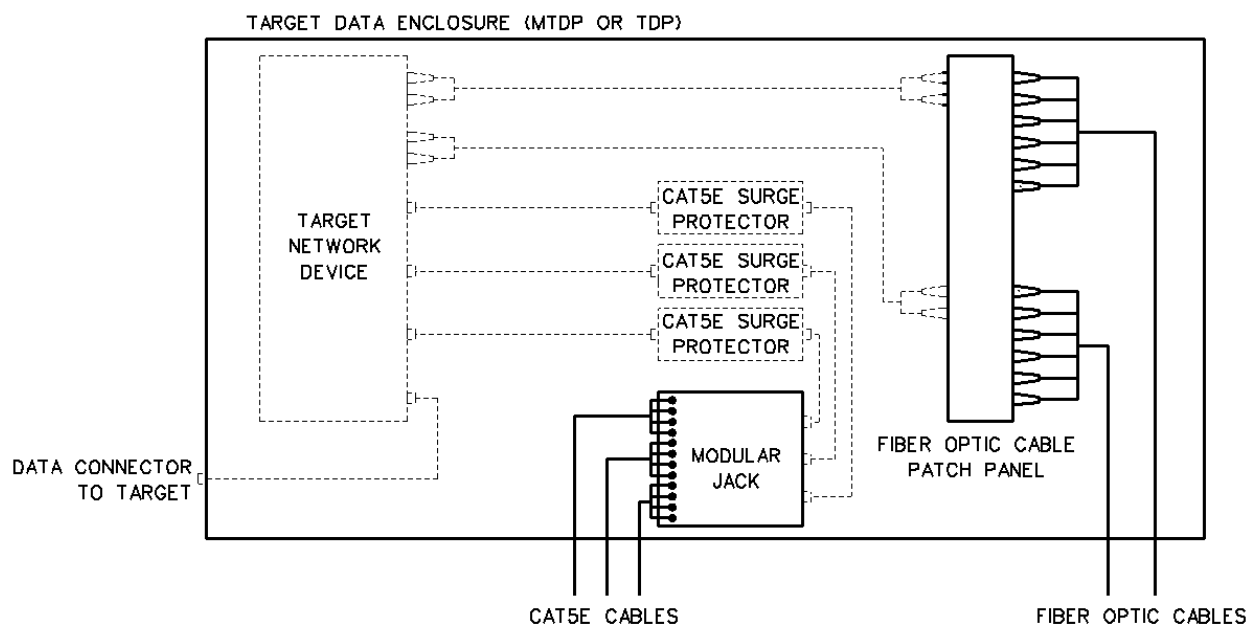 TARGET DATA ENCLOSURE (MTDP OR TDP)
TARGET
NETWORK
DEVICE
CAT5E SURGE
PROTECTOR
CAT5E SURGE
PROTECTOR
CAT5E SURGE
PROTECTOR
MODULAR
JACK
FIBER OPTIC CABLE
PATCH PANEL
DATA CONNECTOR
TO TARGET
CAT5E CABLES
FIBER OPTIC CABLES